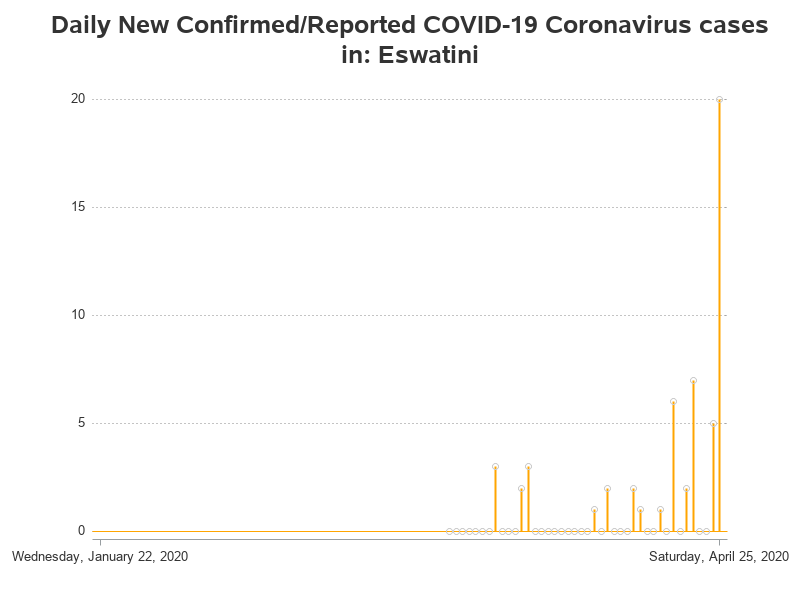 Daily New Confirmed/Reported COVID-19 Coronavirus cases
in: Eswatini
20
15
10
5
0
Wednesday, January 22, 2020
Saturday, April 25, 2020